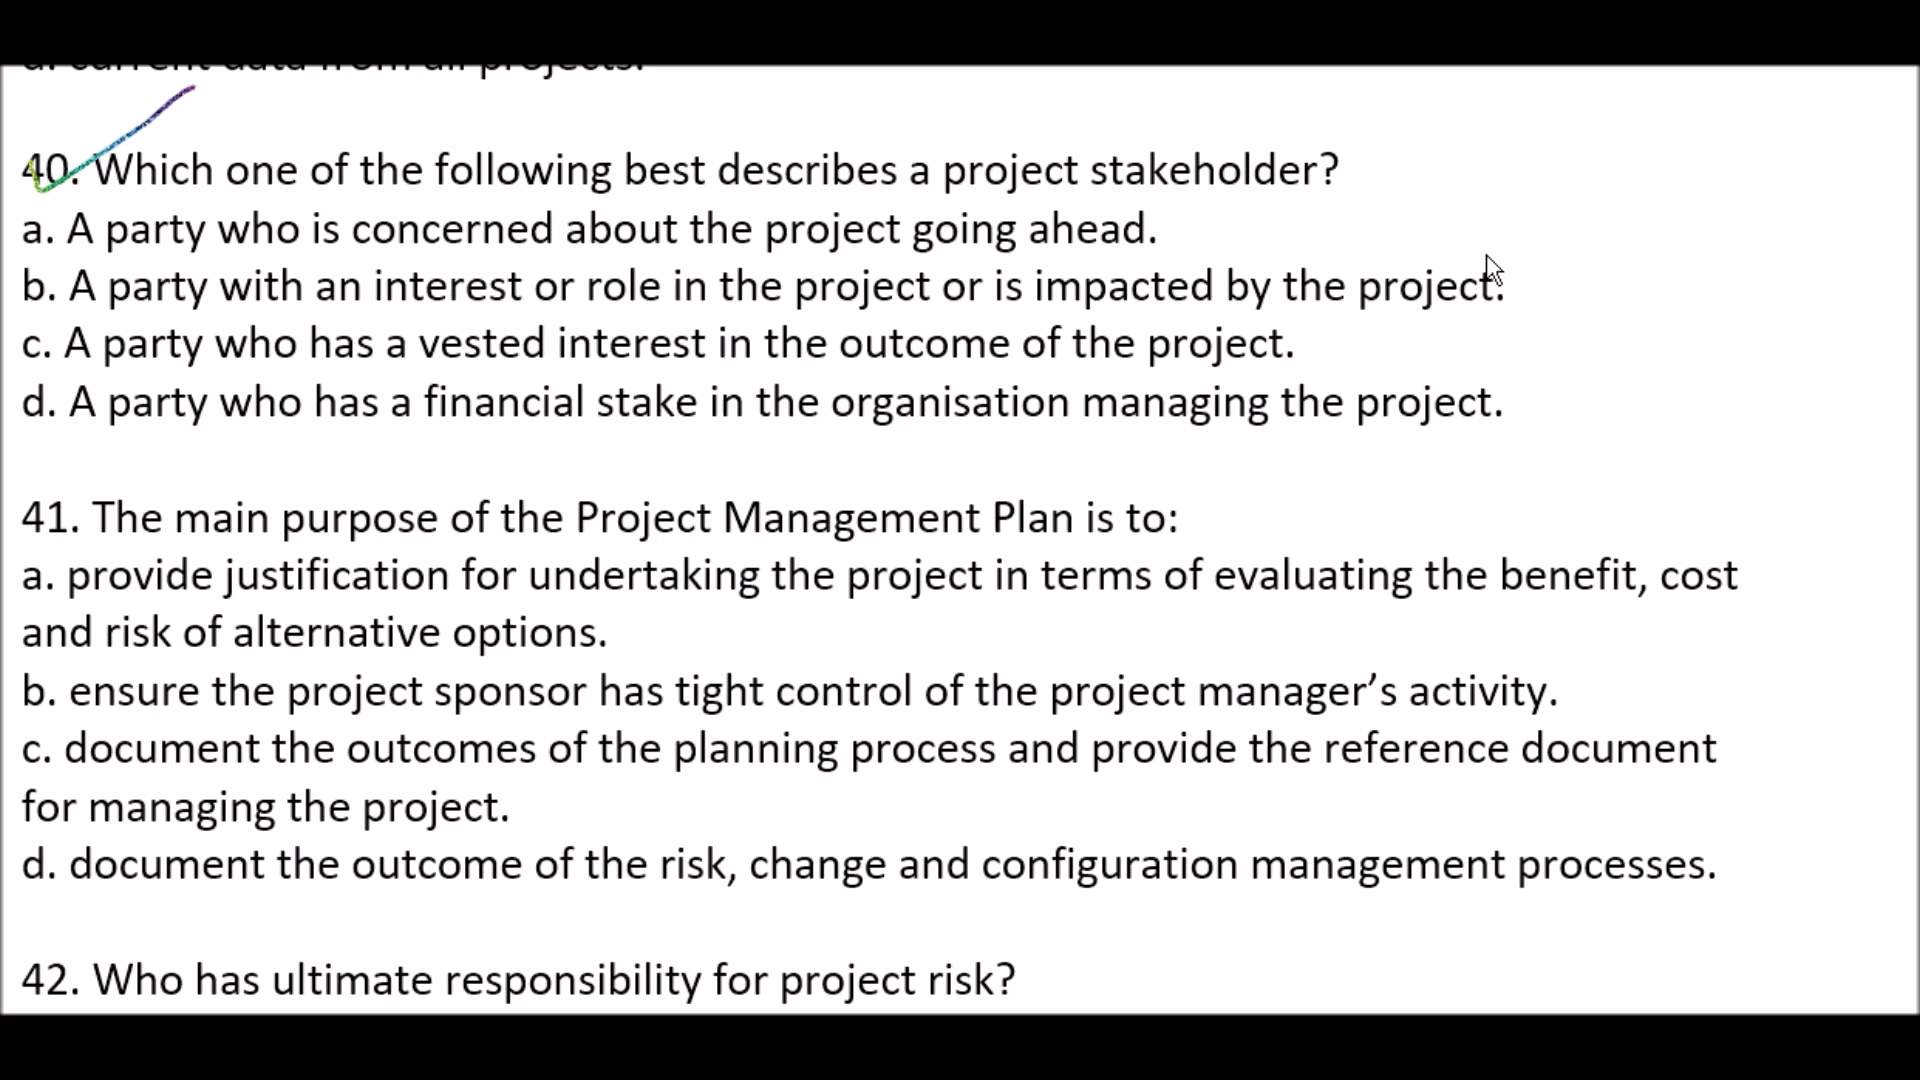 d. current data from all projects.
40. Which one of the following best describes a project stakeholder?
a. A party who is concerned about the project going ahead.
b. A party with an interest or role in the project or is impacted by the project.
c. A party who has a vested interest in the outcome of the project.
d. A party who has a financial stake in the organisation managing the project.
41. The main purpose of the Project Management Plan is to:
a. provide justification for undertaking the project in terms of evaluating the benefit, cost
and risk of alternative options.
b. ensure the project sponsor has tight control of the project manager’s activity.
c. document the outcomes of the planning process and provide the reference document
for managing the project.
d. document the outcome of the risk, change and configuration management processes.
42. Who has ultimate responsibility for project risk?